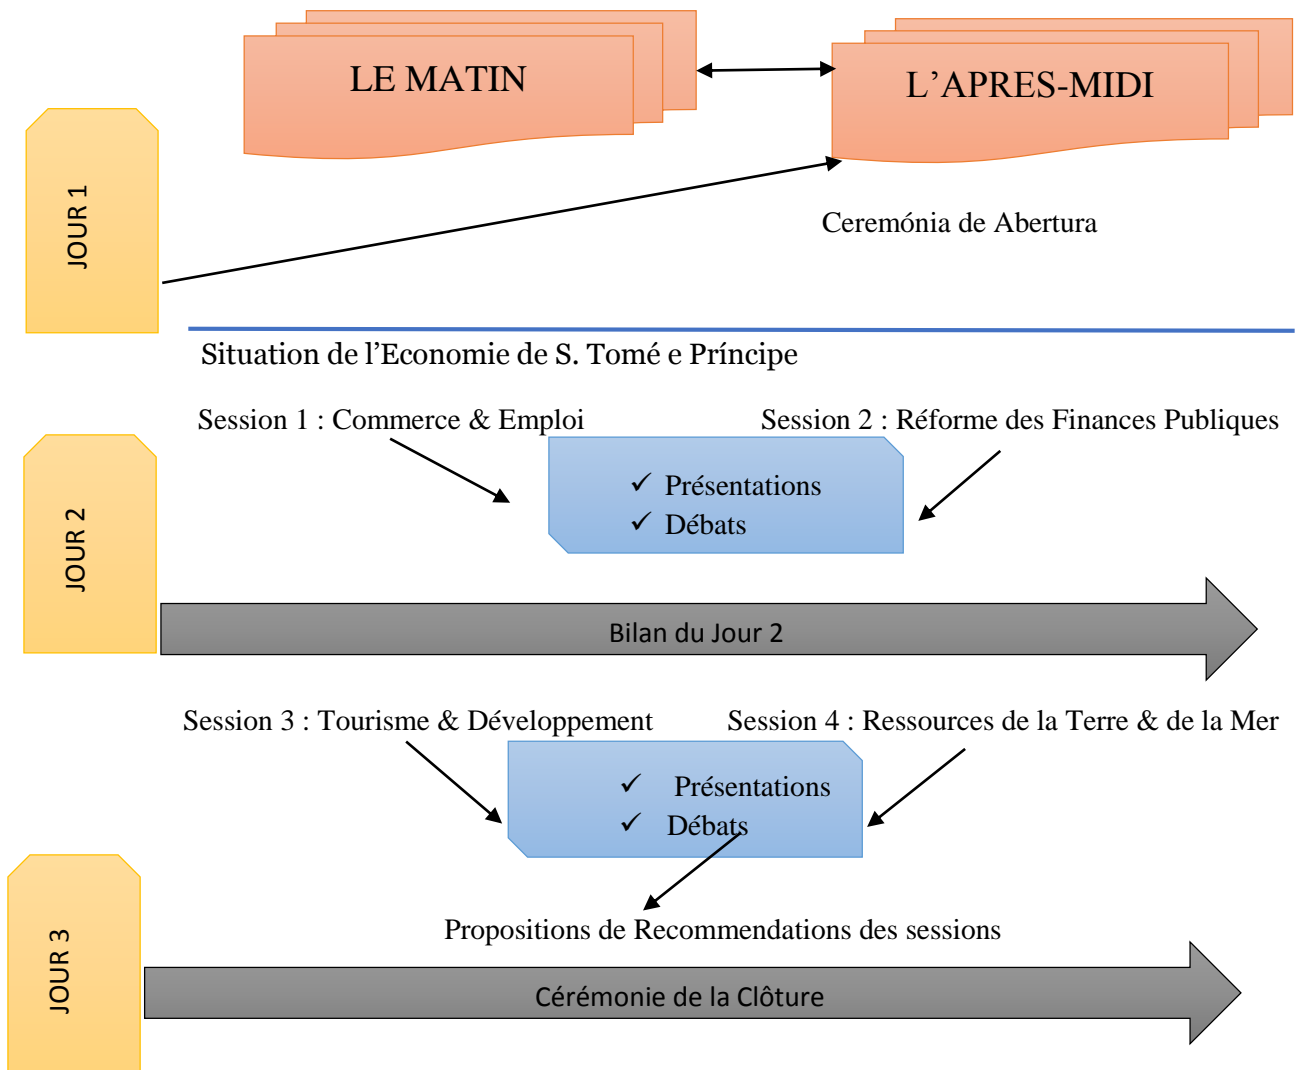 LE MATIN
L’APRES-MIDI
JOUR 1
Ceremónia de Abertura
Situation de l’Economie de S. Tomé e Príncipe
Session 1 : Commerce & Emploi
Session 2 : Réforme des Finances Publiques
JOUR 2
✓ Présentations
✓ Débats
Bilan du Jour 2
Session 3 : Tourisme & Développement
Session 4 : Ressources de la Terre & de la Mer
✓ Présentations
✓ Débats
JOUR 3
Propositions de Recommendations des sessions
Cérémonie de la Clôture